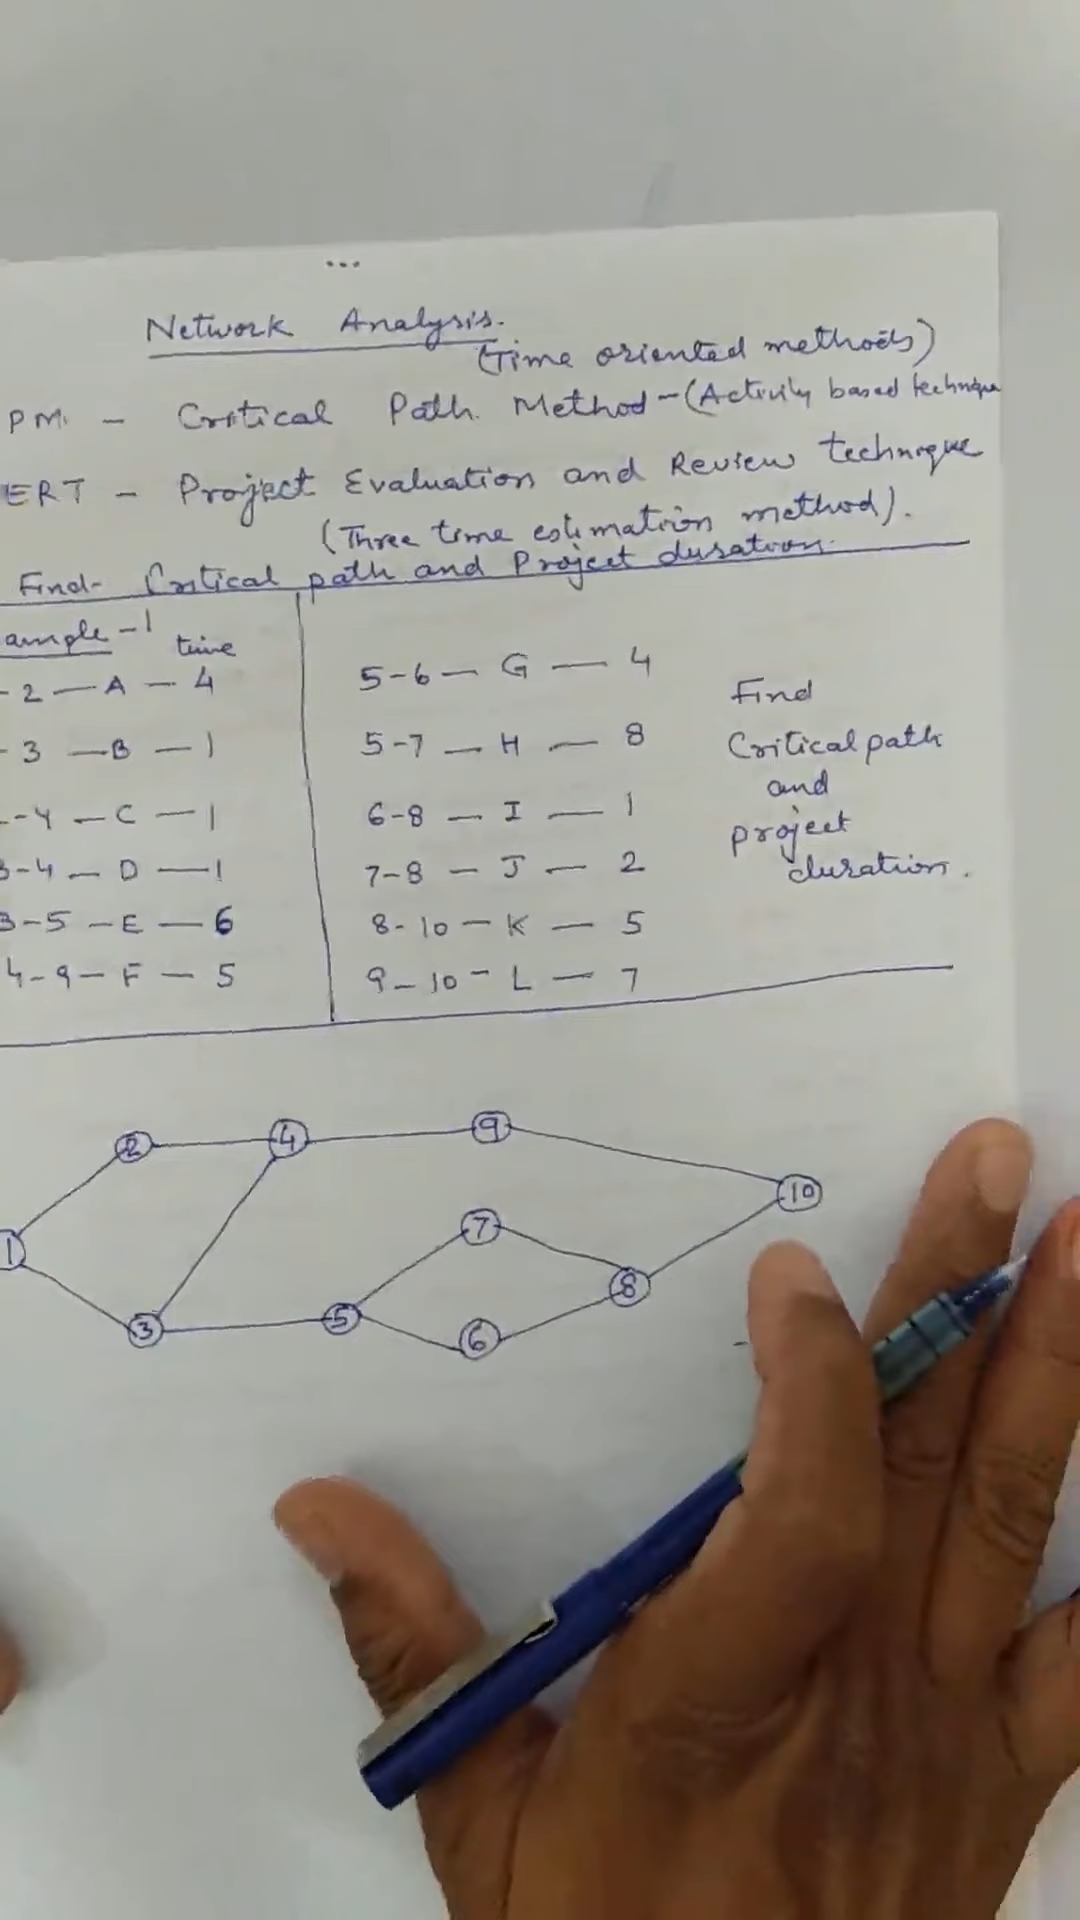 ...
Network Analysis.
(Time oriented methods)
PM. - Critical Path Method - (Activity based technique
ERT - Project Evaluation and Review technique
(Three time estimation method).
Find- Critical path and Project duration.
ample -1 time
-2 - A - 4
-3 - B - 1
-4 - C - 1
3-4 - D - 1
3-5 - E - 6
4-9 - F - 5
5-6 - G - 4
5-7 - H - 8
6-8 - I - 1
7-8 - J - 2
8-10 - K - 5
9-10 - L - 7
Find
Critical path
and
project
duration.
2 4 9
10
7
1
8
3 5 6